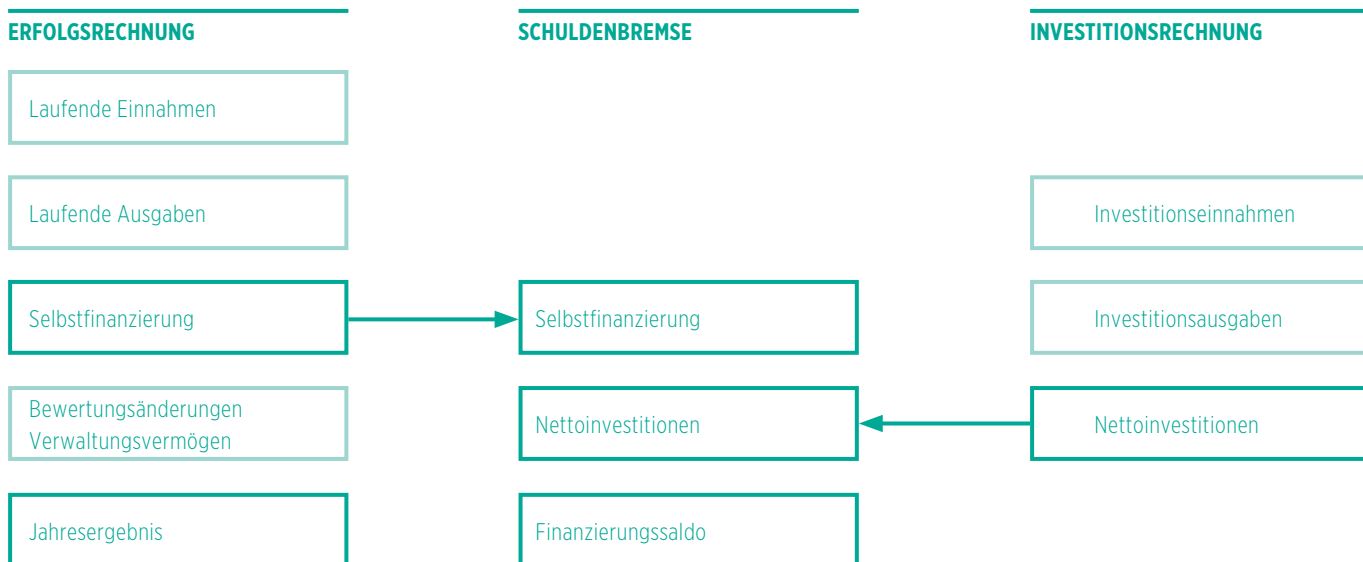 ERFOLGSRECHNUNG
Laufende Einnahmen
Laufende Ausgaben
Selbstfinanzierung
Bewertungsänderungen
Verwaltungsvermögen
Jahresergebnis
SCHULDENBREMSE
Selbstfinanzierung
Nettoinvestitionen
Finanzierungssaldo
INVESTITIONSRECHNUNG
Investitionseinnahmen
Investitionsausgaben
Nettoinvestitionen